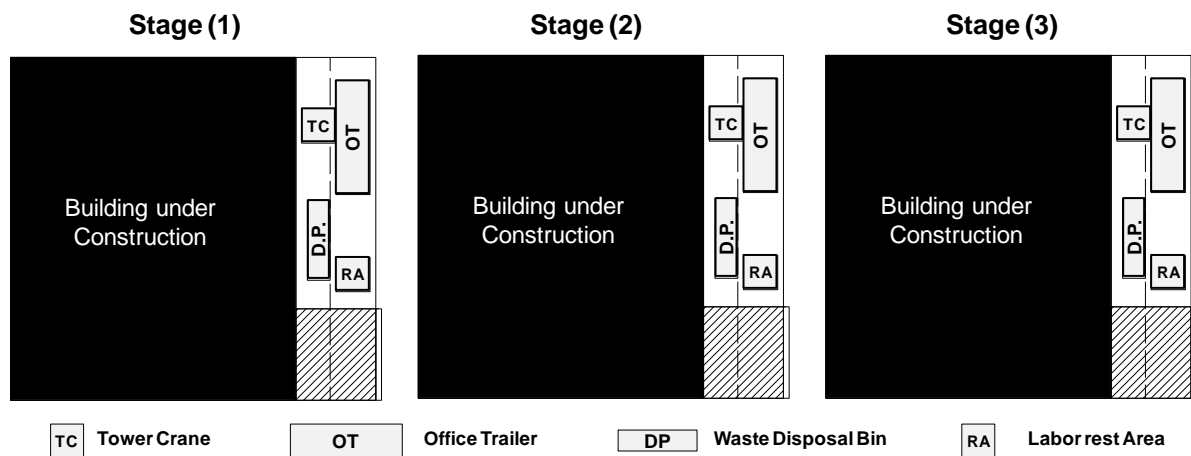 Stage (1)
Stage (2)
Stage (3)
TC
OT
Building under
Construction
D.P.
RA
TC
OT
Building under
Construction
D.P.
RA
TC
OT
Building under
Construction
D.P.
RA
TC Tower Crane
OT Office Trailer
DP Waste Disposal Bin
RA Labor rest Area